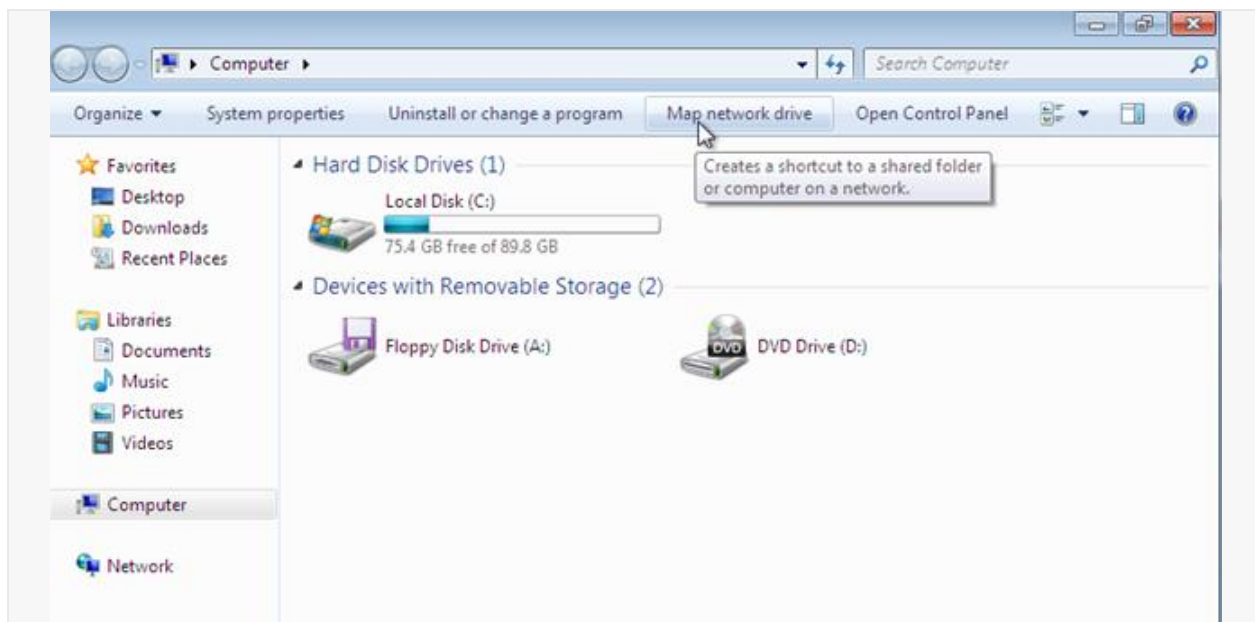 Computer
Search Computer
Organize System properties Uninstall or change a program Map network drive Open Control Panel
Creates a shortcut to a shared folder
or computer on a network.
Favorites
Desktop
Downloads
Recent Places
Libraries
Documents
Music
Pictures
Videos
Computer
Network
Hard Disk Drives (1)
Local Disk (C:)
75.4 GB free of 89.8 GB
Devices with Removable Storage (2)
Floppy Disk Drive (A:)
DVD
DVD Drive (D:)